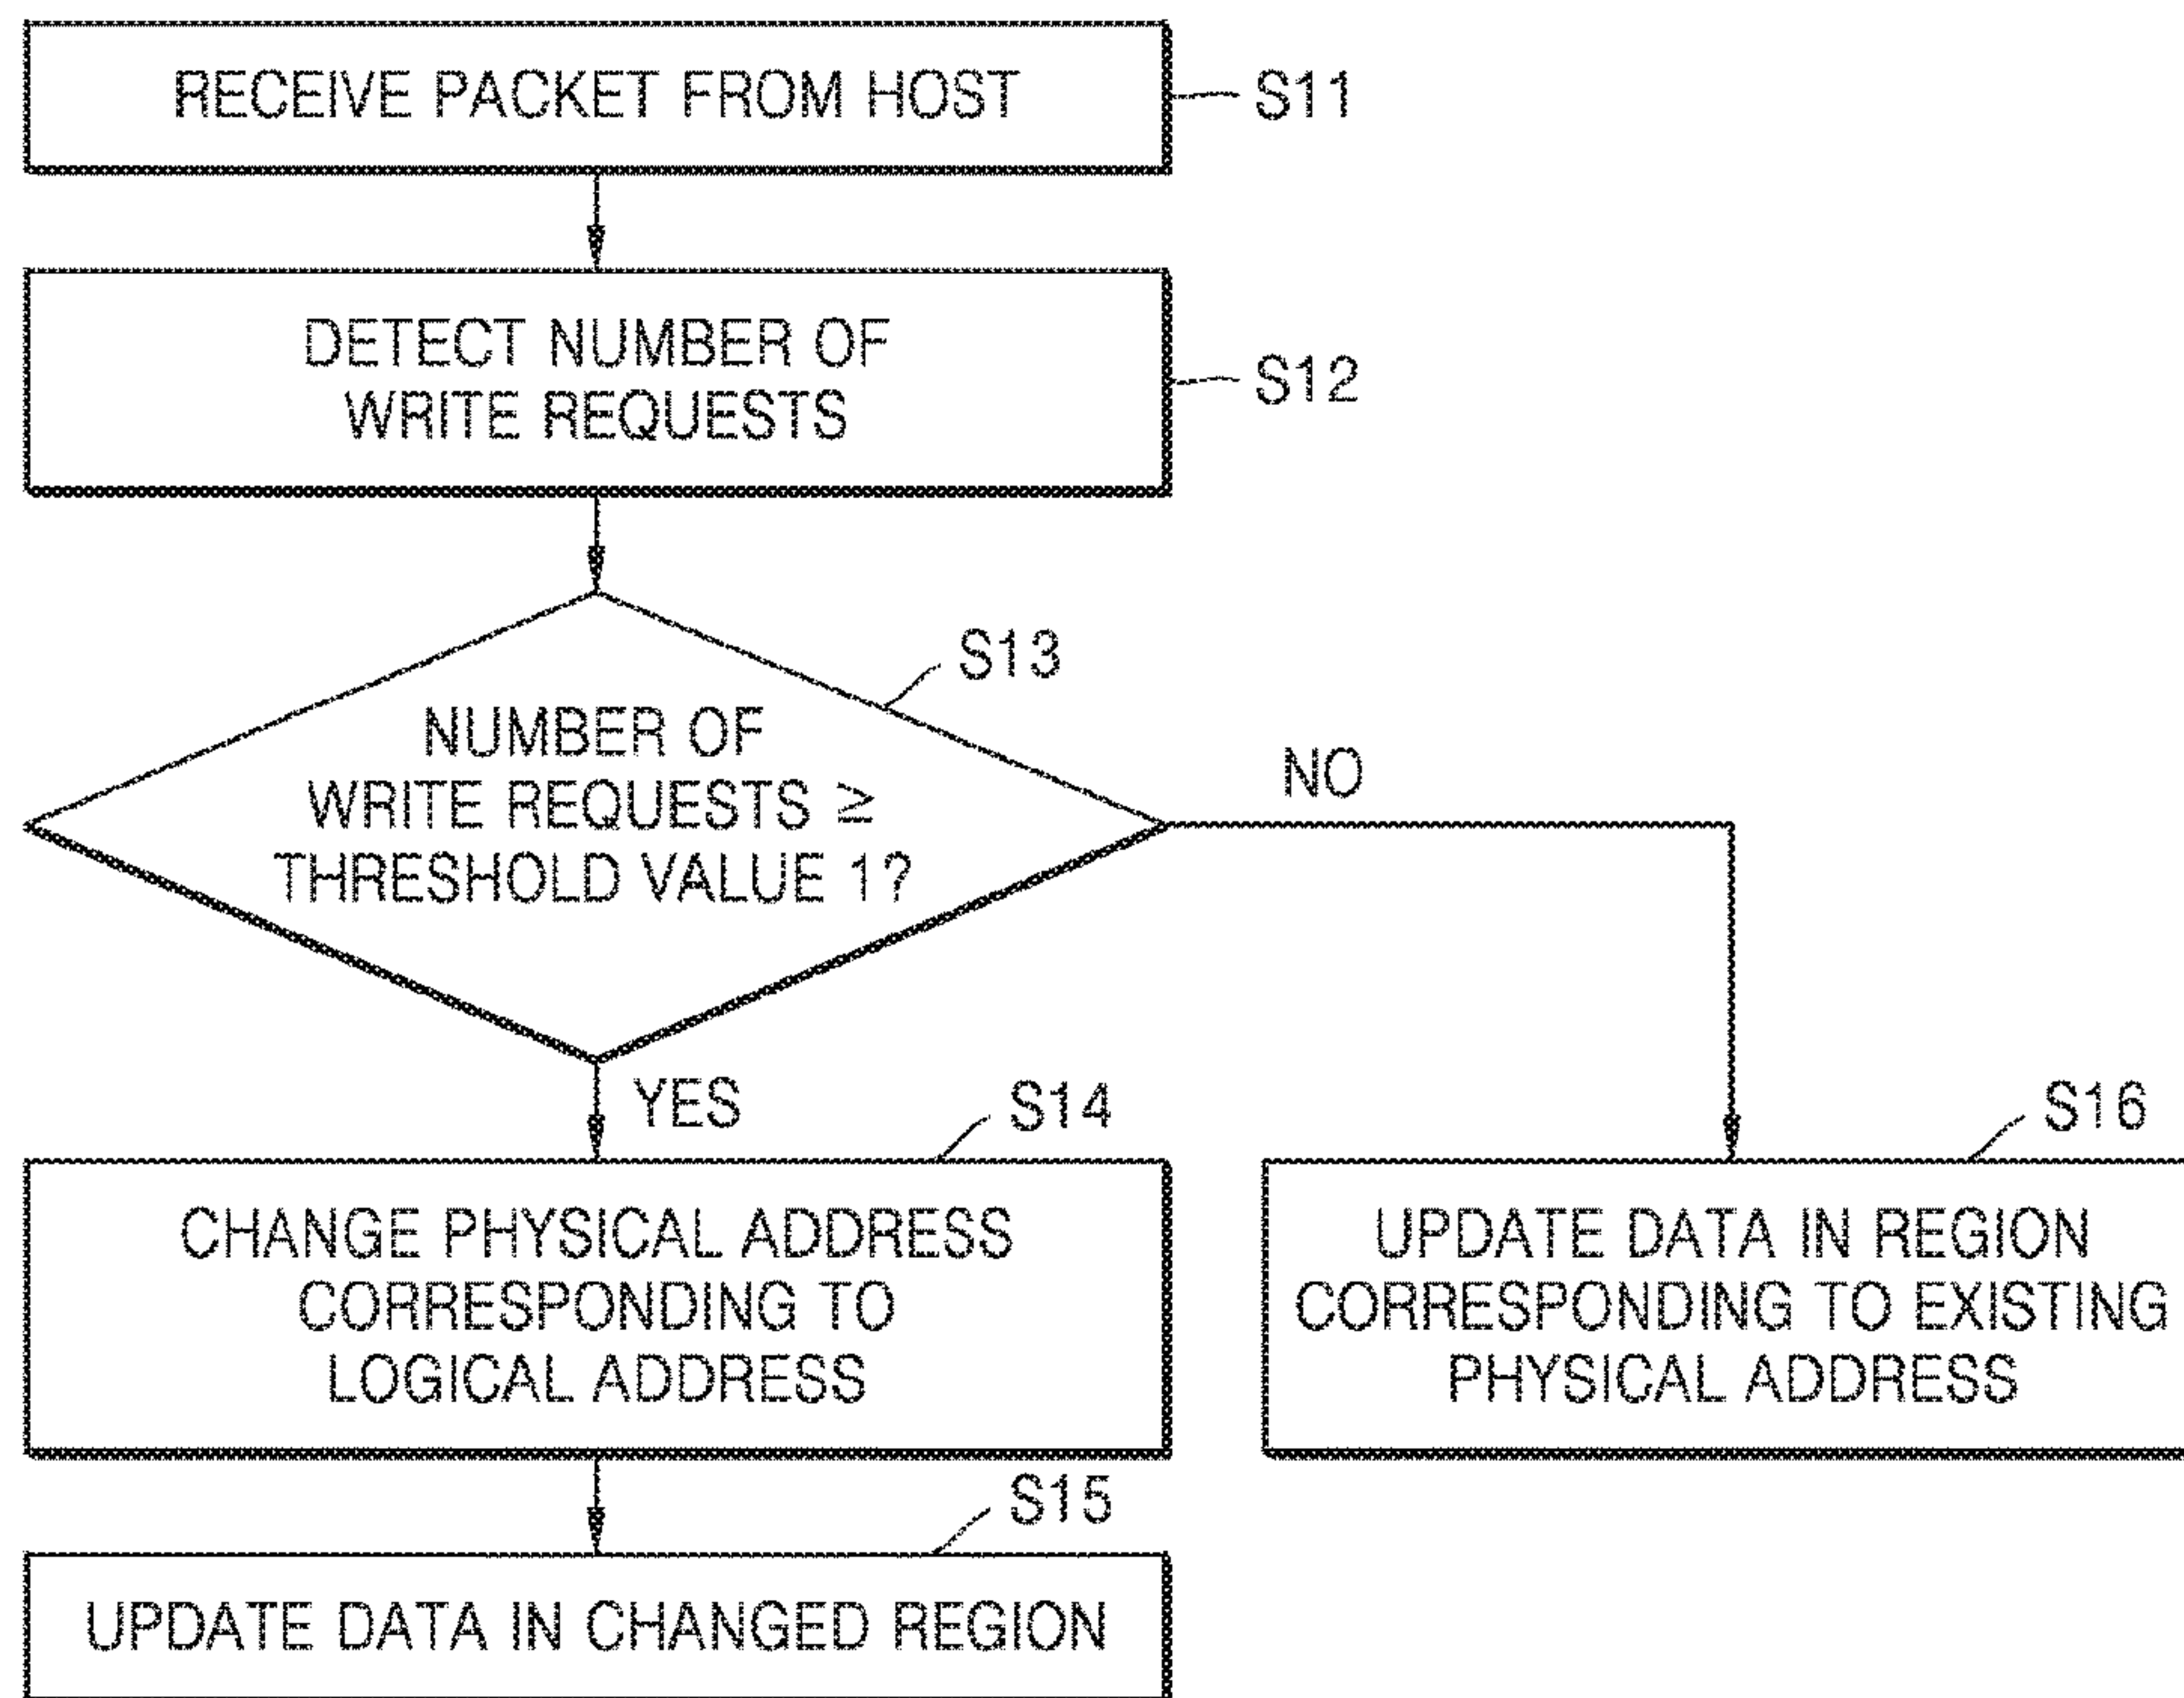 RECEIVE PACKET FROM HOST
S11
DETECT NUMBER OF
WRITE REQUESTS
S12
S13
NUMBER OF
WRITE REQUESTS ≥
THRESHOLD VALUE 1?
NO
YES
S14
CHANGE PHYSICAL ADDRESS
CORRESPONDING TO
LOGICAL ADDRESS
S16
UPDATE DATA IN REGION
CORRESPONDING TO EXISTING
PHYSICAL ADDRESS
S15
UPDATE DATA IN CHANGED REGION